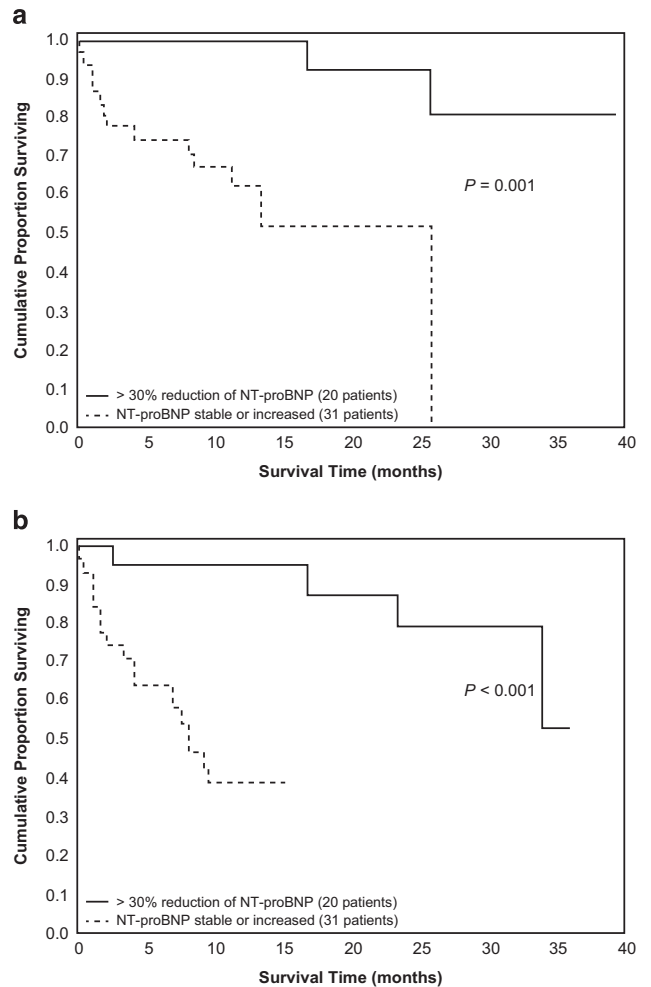 a
Cumulative Proportion Surviving
1.0
0.9
0.8
0.7
0.6
0.5
0.4
0.3
0.2
0.1
0.0
P = 0.001
> 30% reduction of NT-proBNP (20 patients)
NT-proBNP stable or increased (31 patients)
0 5 10 15 20 25 30 35 40
Survival Time (months)
b
Cumulative Proportion Surviving
1.0
0.9
0.8
0.7
0.6
0.5
0.4
0.3
0.2
0.1
0.0
P < 0.001
> 30% reduction of NT-proBNP (20 patients)
NT-proBNP stable or increased (31 patients)
0 5 10 15 20 25 30 35 40
Survival Time (months)